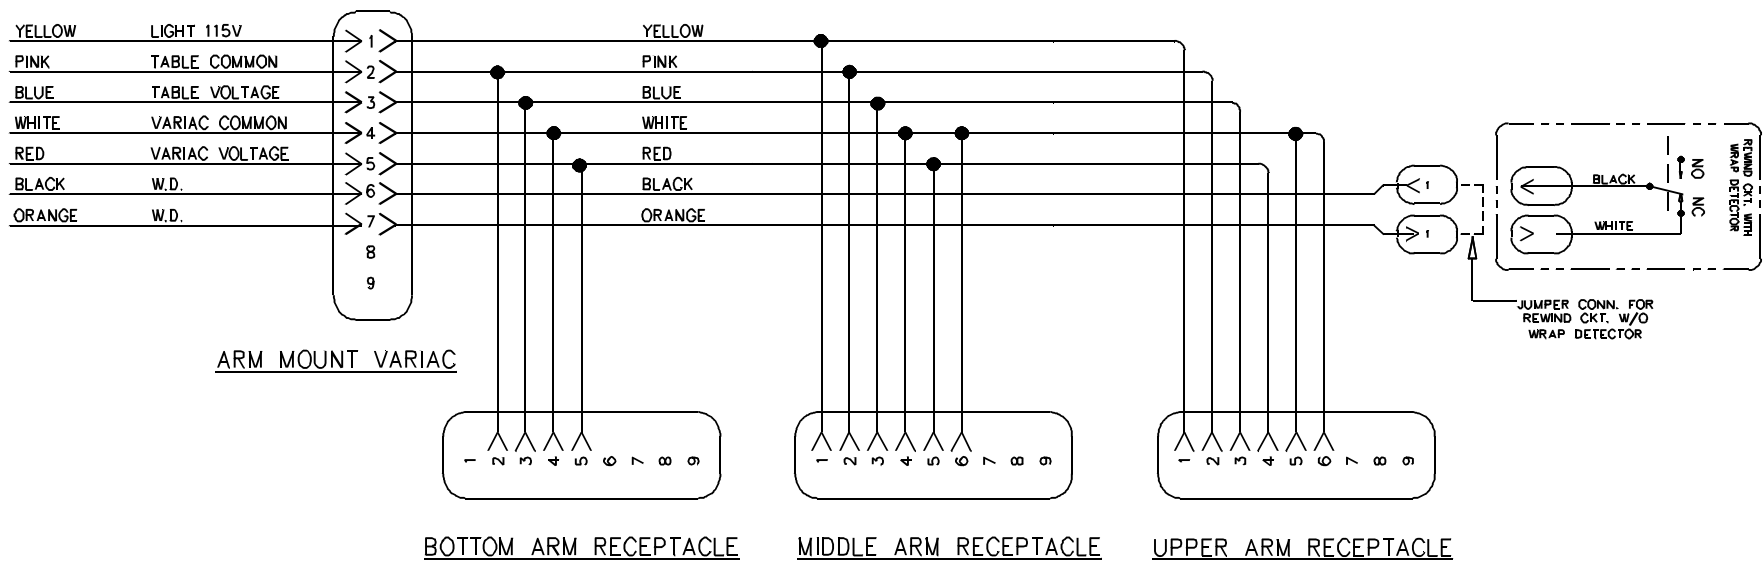 YELLOW LIGHT 115V 1 YELLOW
PINK TABLE COMMON 2 PINK
BLUE TABLE VOLTAGE 3 BLUE
WHITE VARIAC COMMON 4 WHITE
RED VARIAC VOLTAGE 5 RED
BLACK W.D. 6 BLACK
ORANGE W.D. 7 ORANGE
8
9
ARM MOUNT VARIAC
1
1
BLACK
WHITE
NO
NC
REWIND CKT. WITH
WRAP DETECTOR
JUMPER CONN. FOR
REWIND CKT. W/O
WRAP DETECTOR
1 2 3 4 5 6 7 8 9
BOTTOM ARM RECEPTACLE
1 2 3 4 5 6 7 8 9
MIDDLE ARM RECEPTACLE
1 2 3 4 5 6 7 8 9
UPPER ARM RECEPTACLE